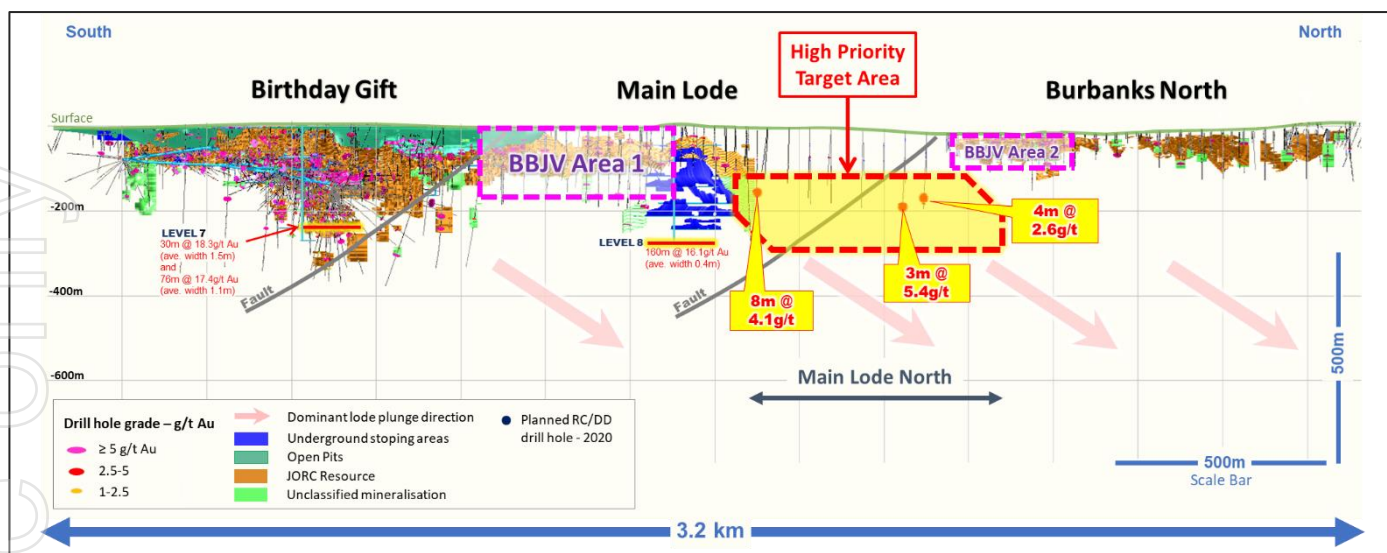 South
North
High Priority
Target Area
Birthday Gift
Main Lode
Burbanks North
Surface
BBJV Area 1
BBJV Area 2
-200m
LEVEL 7
30m @ 18.3g/t Au
(ave. width 1.5m)
and
76m @ 17.4g/t Au
(ave. width 1.1m)
LEVEL 8
160m @ 16.1g/t Au
(ave. width 0.4m)
4m @
2.6g/t
3m @
5.4g/t
8m @
4.1g/t
Fault
Fault
-400m
500m
Main Lode North
-600m
Drill hole grade – g/t Au
≥ 5 g/t Au
2.5-5
1-2.5
Dominant lode plunge direction
Underground stoping areas
Open Pits
JORC Resource
Unclassified mineralisation
Planned RC/DD
drill hole - 2020
500m
Scale Bar
3.2 km